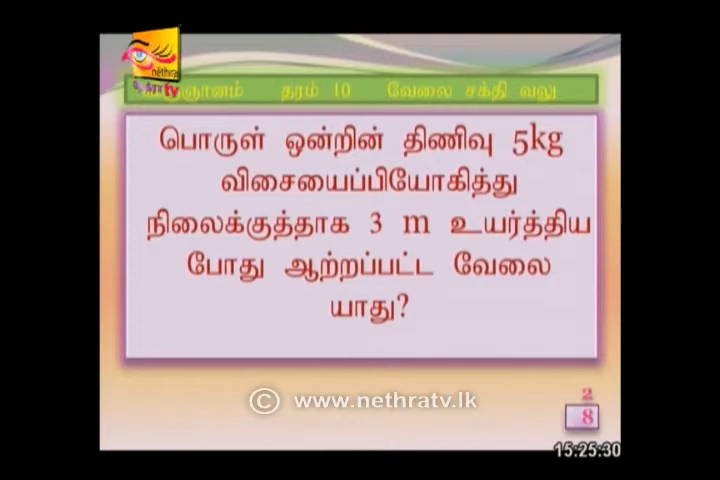 nethra
tv
தரம் 10 வேலை சக்தி வலு
பொருள் ஒன்றின் திணிவு 5kg
விசையைப்பியோகித்து
நிலைக்குத்தாக 3 m உயர்த்திய
போது ஆற்றப்பட்ட வேலை
யாது?
© www.nethratv.lk
2
8
15:25:30